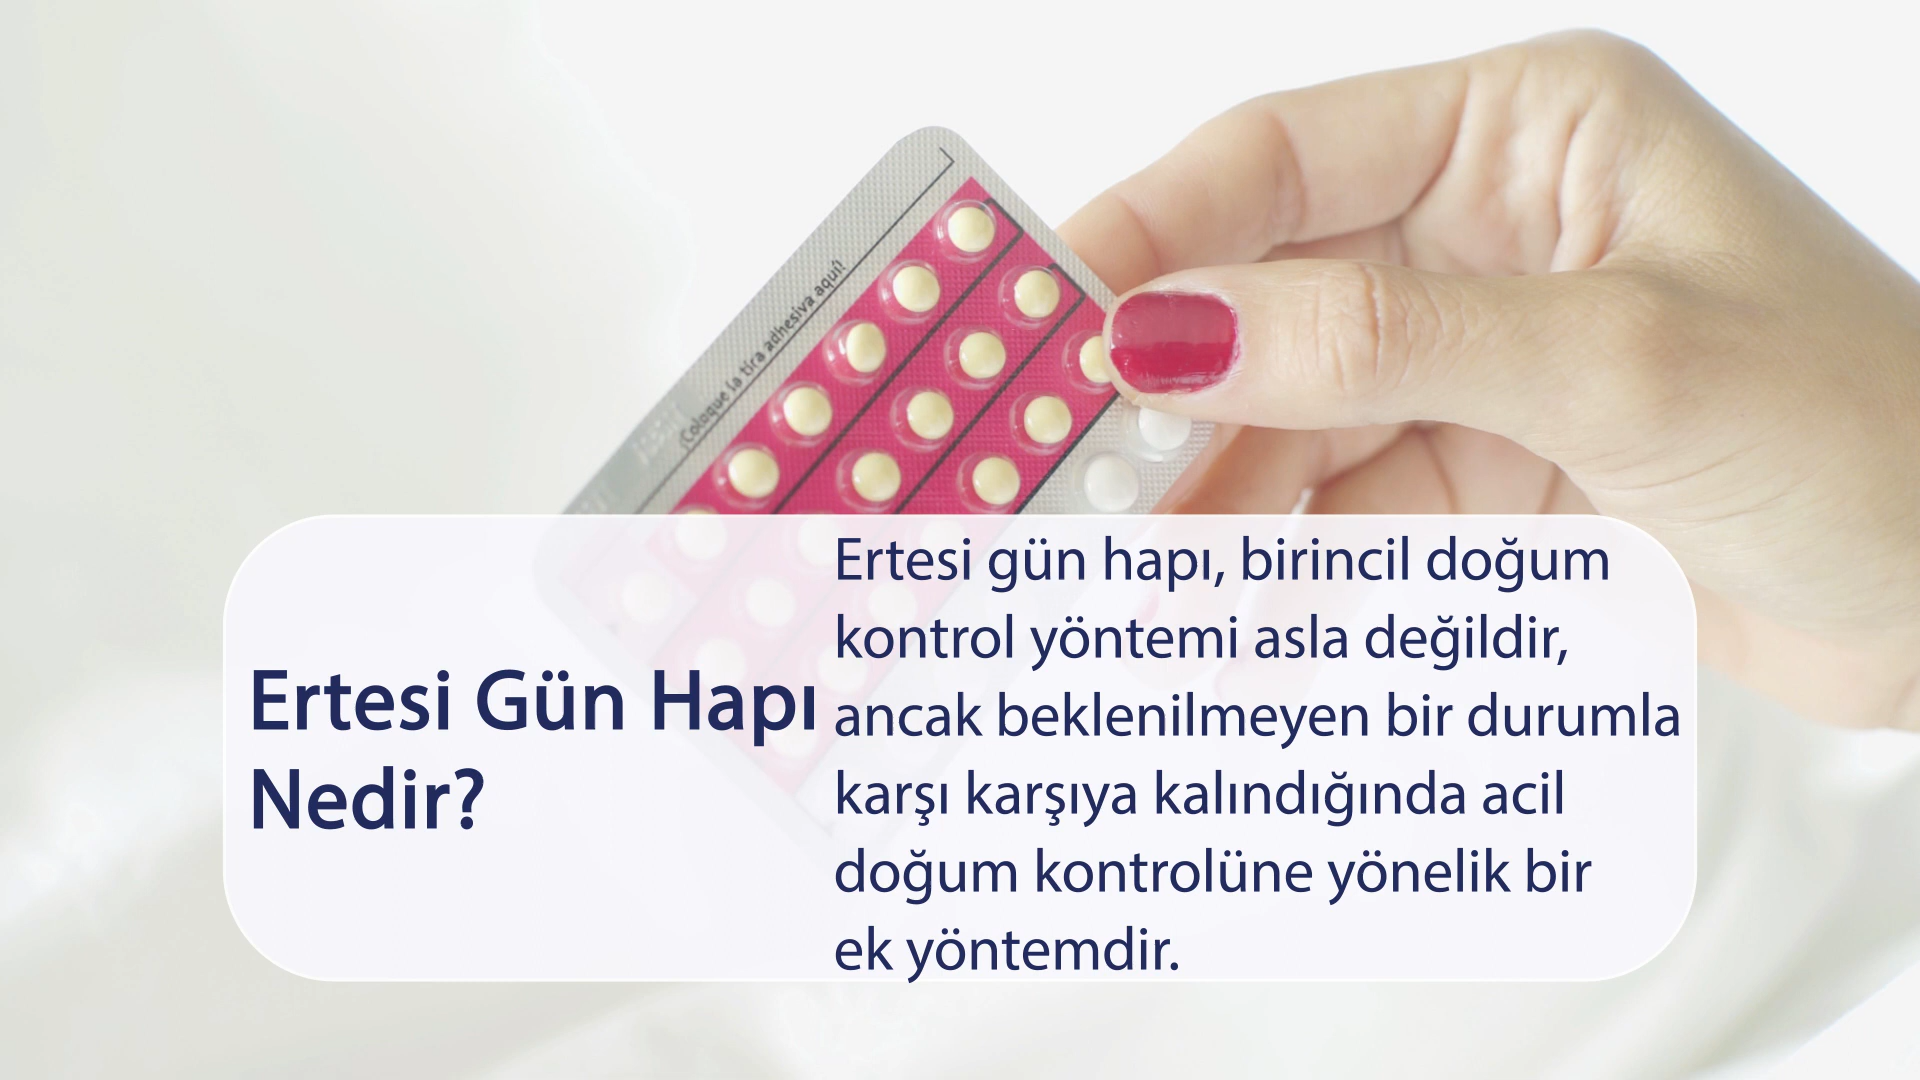 ¡Coloque la tira adhesiva aquí!
Ertesi Gün Hapı
Nedir?
Ertesi gün hapı, birincil doğum
kontrol yöntemi asla değildir,
ancak beklenilmeyen bir durumla
karşı karşıya kalındığında acil
doğum kontrolüne yönelik bir
ek yöntemdir.